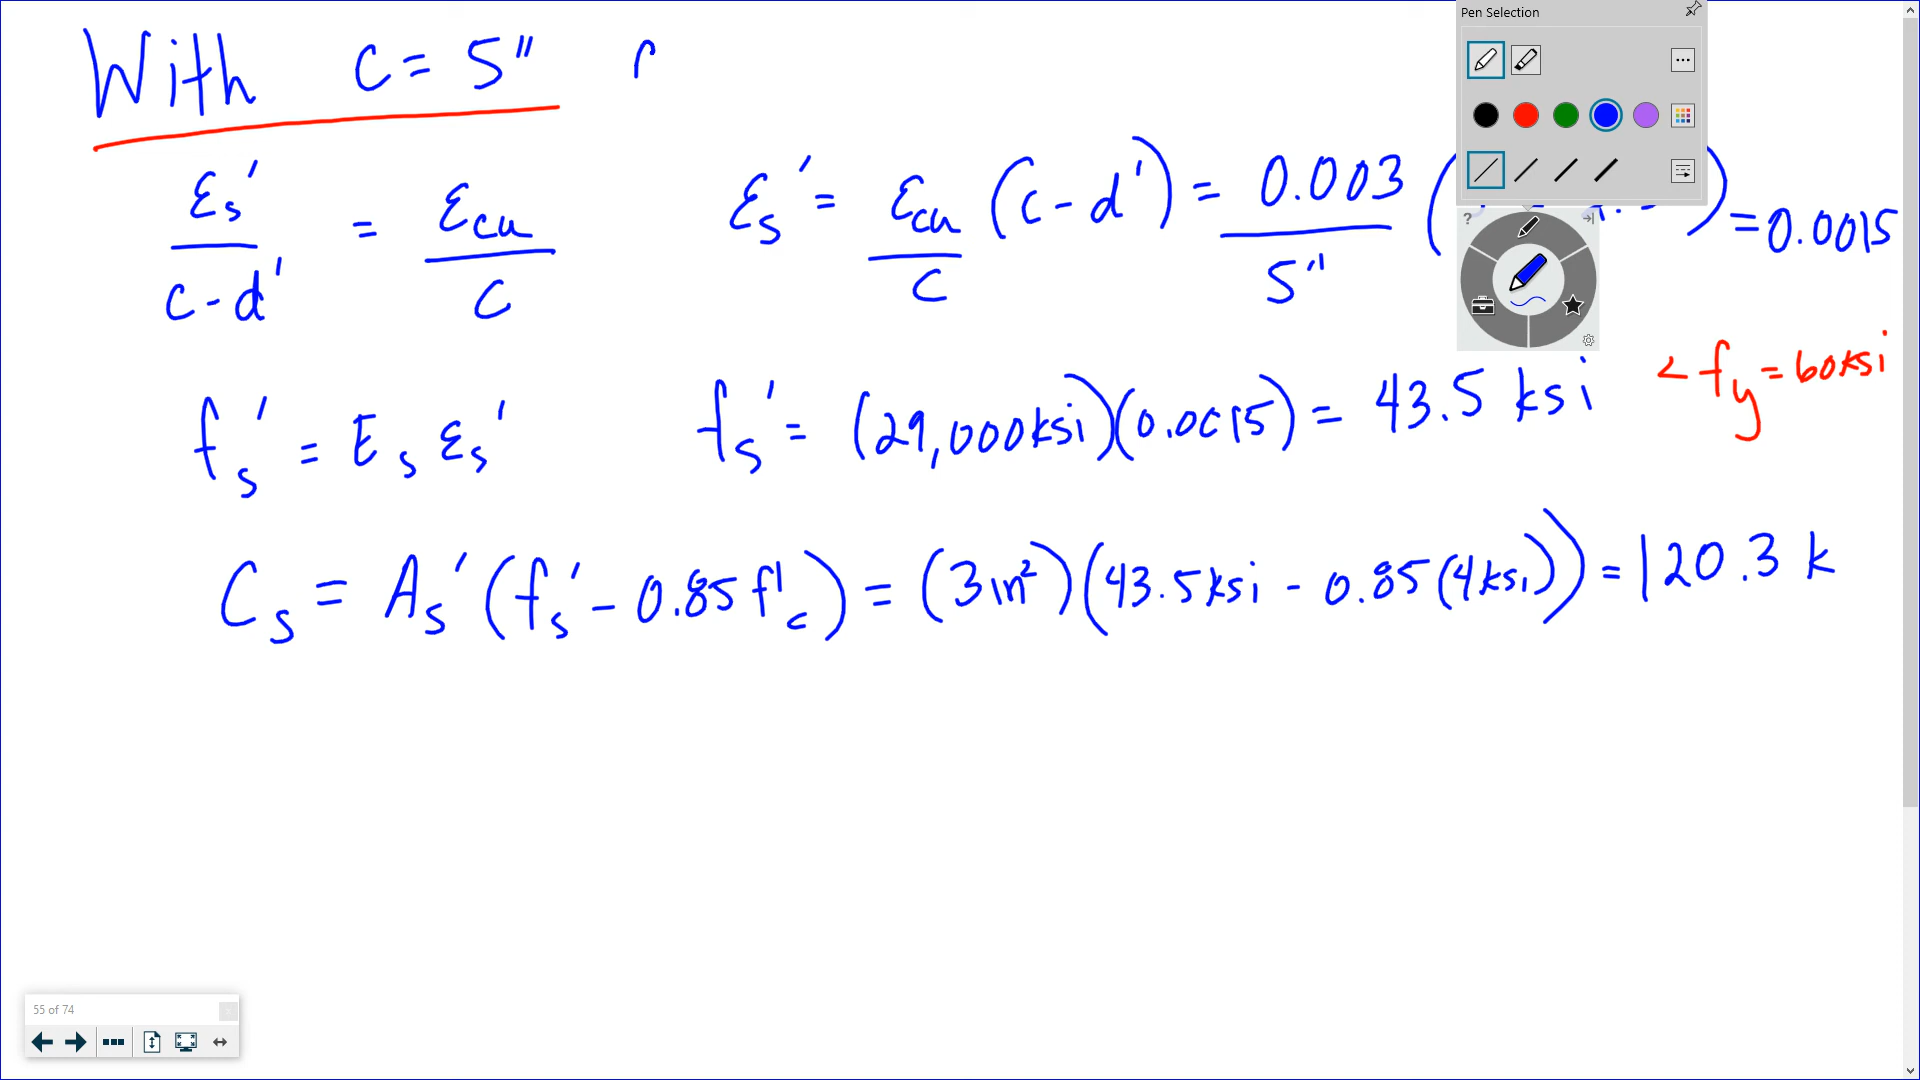 Pen Selection
With c = 5"
εs' / c-d' = εcu / c
εs' = εcu / c (c-d') = 0.003 / 5" ( ) = 0.0015
fs' = Es εs'
fs' = (29,000ksi)(0.0015) = 43.5 ksi
< fy = 60ksi
Cs = As' (fs' - 0.85 f'c) = (3in²)(43.5ksi - 0.85(4ksi)) = 120.3 k
55 of 74